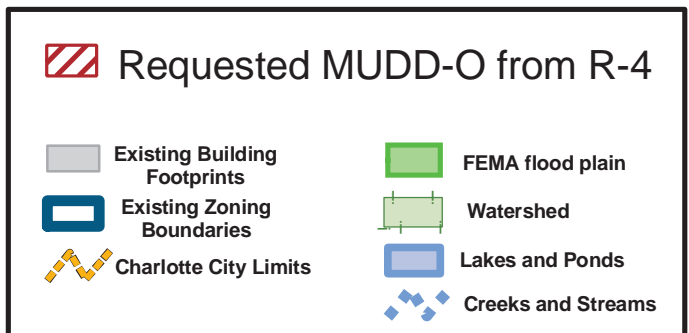 Requested MUDD-O from R-4
Existing Building
Footprints
Existing Zoning
Boundaries
Charlotte City Limits
FEMA flood plain
Watershed
Lakes and Ponds
Creeks and Streams